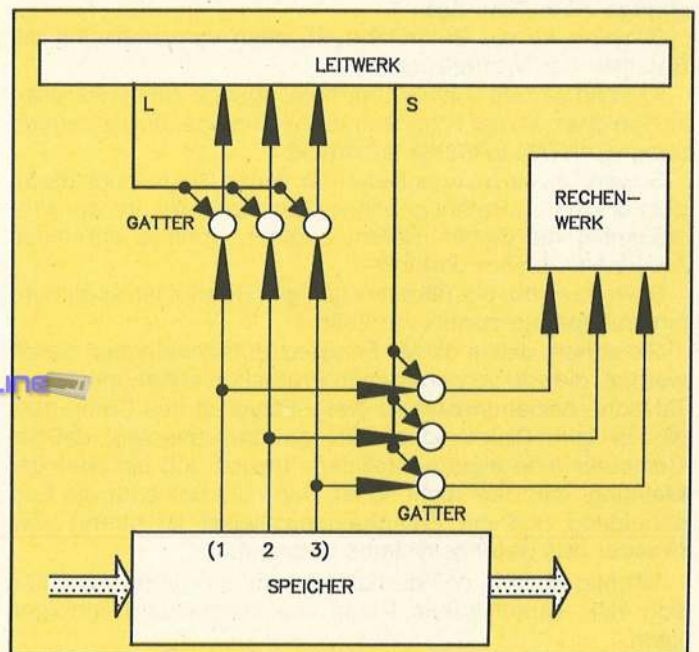 LEITWERK
L
S
GATTER
RECHEN-
WERK
GATTER
(1 2 3)
SPEICHER